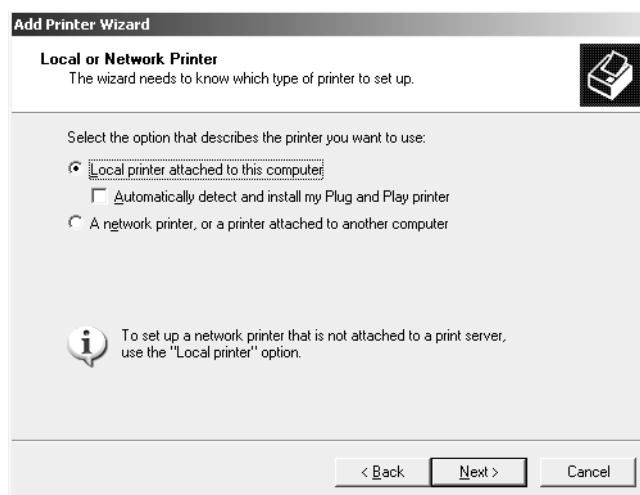 Add Printer Wizard
Local or Network Printer
The wizard needs to know which type of printer to set up.
Select the option that describes the printer you want to use:
Local printer attached to this computer
Automatically detect and install my Plug and Play printer
A network printer, or a printer attached to another computer
To set up a network printer that is not attached to a print server,
use the "Local printer" option.
< Back Next > Cancel